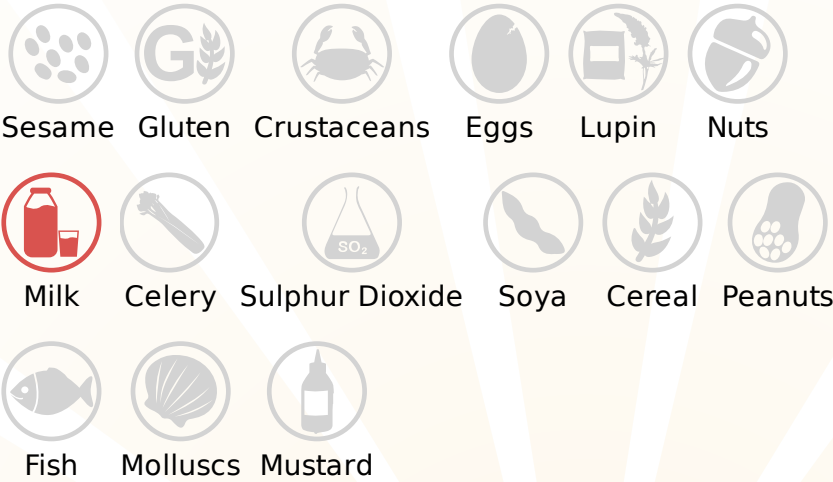 G
Sesame Gluten Crustaceans Eggs Lupin Nuts
SO₂
Milk Celery Sulphur Dioxide Soya Cereal Peanuts
Fish Molluscs Mustard